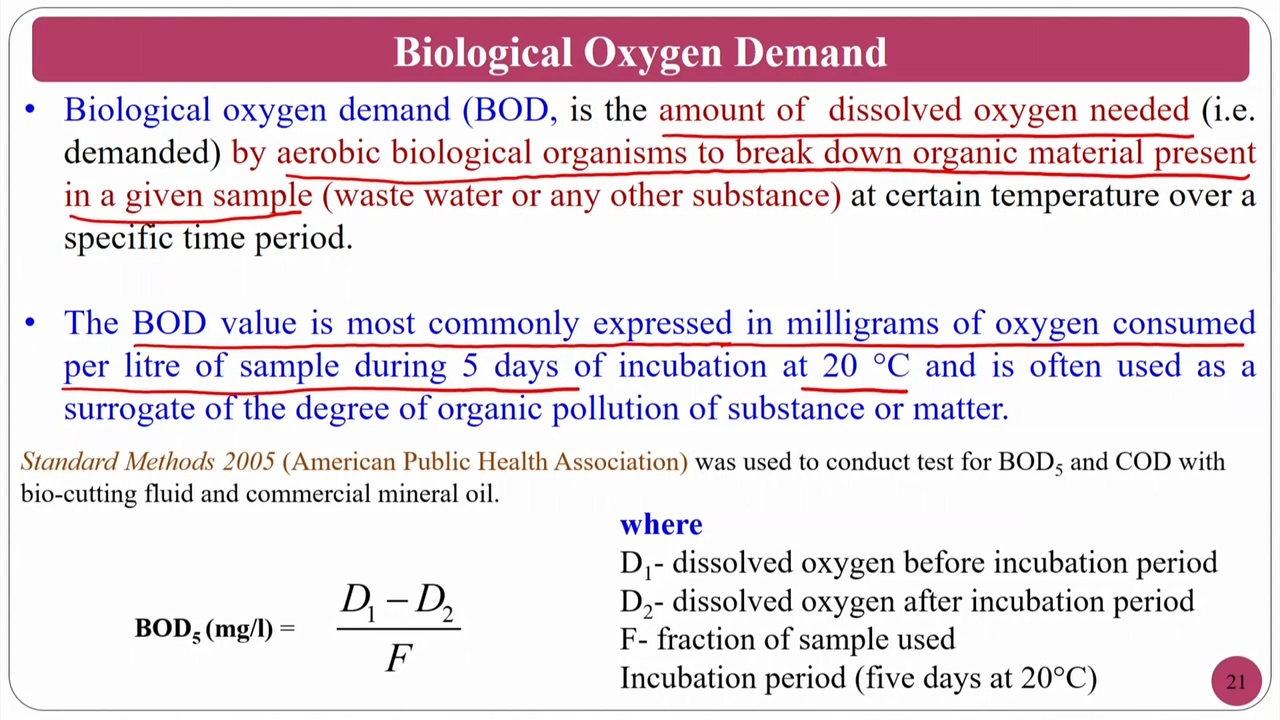 Biological Oxygen Demand
• Biological oxygen demand (BOD, is the amount of dissolved oxygen needed (i.e.
demanded) by aerobic biological organisms to break down organic material present
in a given sample (waste water or any other substance) at certain temperature over a
specific time period.
• The BOD value is most commonly expressed in milligrams of oxygen consumed
per litre of sample during 5 days of incubation at 20 °C and is often used as a
surrogate of the degree of organic pollution of substance or matter.
Standard Methods 2005 (American Public Health Association) was used to conduct test for BOD₅ and COD with
bio-cutting fluid and commercial mineral oil.
BOD₅ (mg/l) = (D₁ − D₂) / F
where
D₁- dissolved oxygen before incubation period
D₂- dissolved oxygen after incubation period
F- fraction of sample used
Incubation period (five days at 20°C)
21